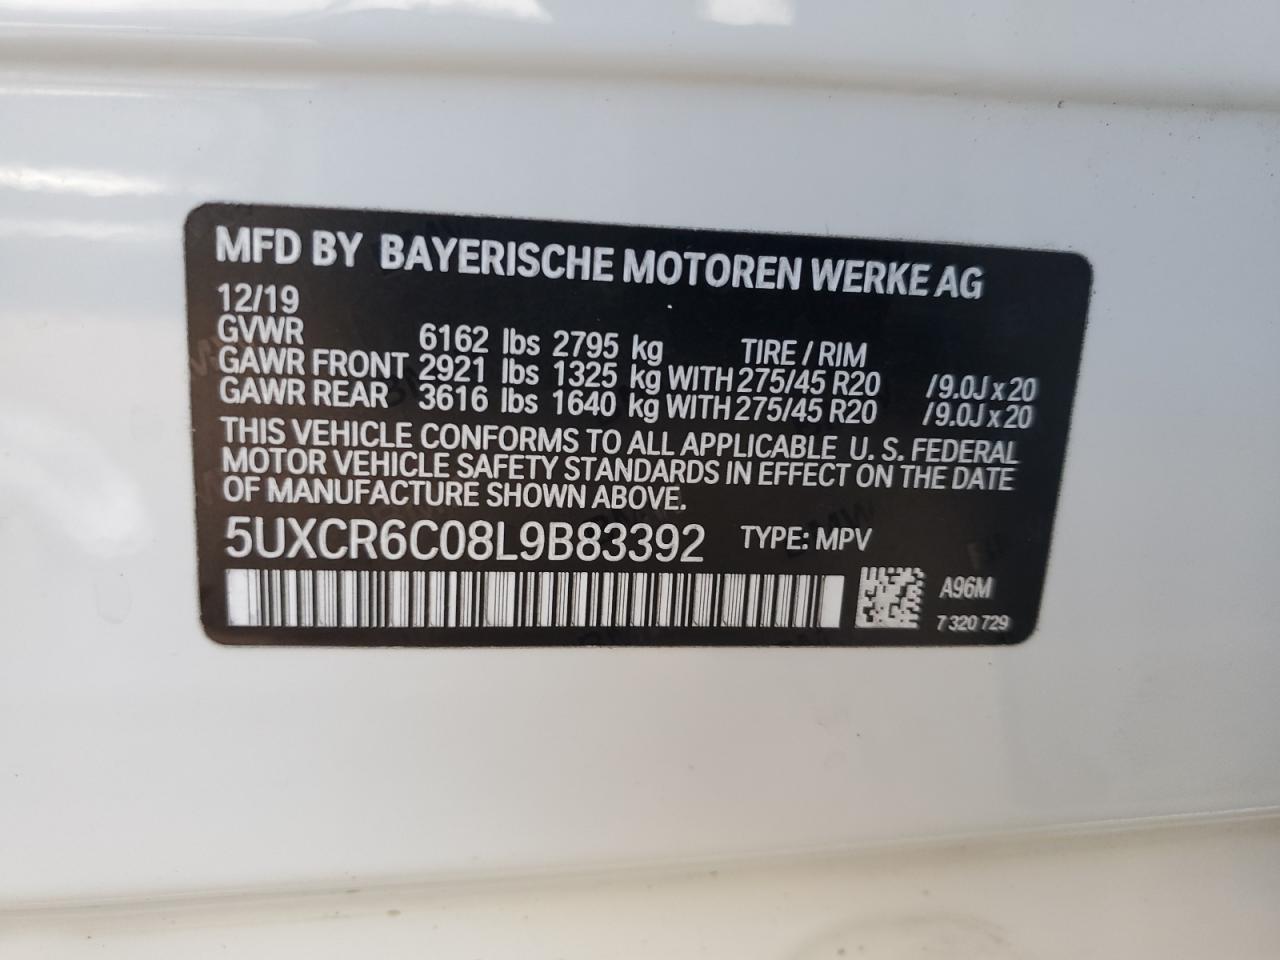 MFD BY BAYERISCHE MOTOREN WERKE AG
12/19
GVWR 6162 lbs 2795 kg TIRE / RIM
GAWR FRONT 2921 lbs 1325 kg WITH 275/45 R20 /9.0J x 20
GAWR REAR 3616 lbs 1640 kg WITH 275/45 R20 /9.0J x 20
THIS VEHICLE CONFORMS TO ALL APPLICABLE U. S. FEDERAL
MOTOR VEHICLE SAFETY STANDARDS IN EFFECT ON THE DATE
OF MANUFACTURE SHOWN ABOVE.
5UXCR6C08L9B83392 TYPE: MPV
A96M
7 320 729